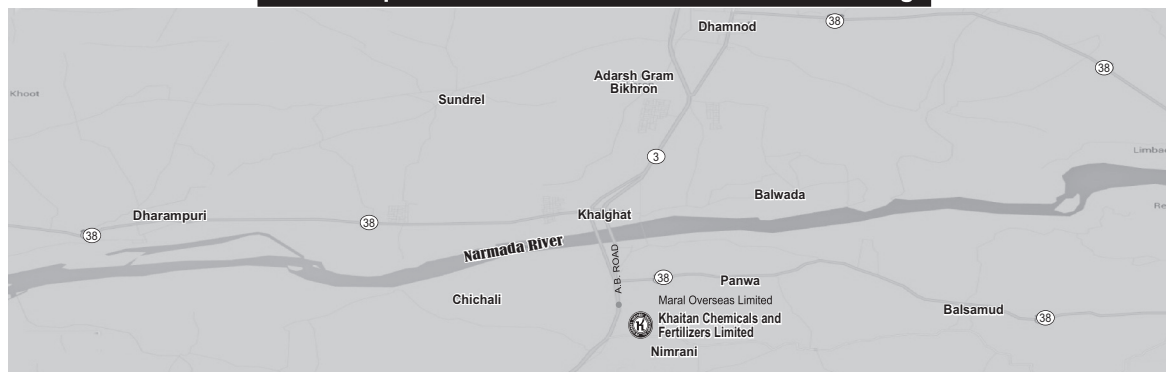 Dhamnod
38
38
Adarsh Gram
Bikhron
Khoot
Sundrel
3
Balwada
Dharampuri
38
38
Khalghat
Narmada River
A.B. ROAD
38
Panwa
Chichali
Maral Overseas Limited
Khaitan Chemicals and
Fertilizers Limited
K
Balsamud
38
Nimrani